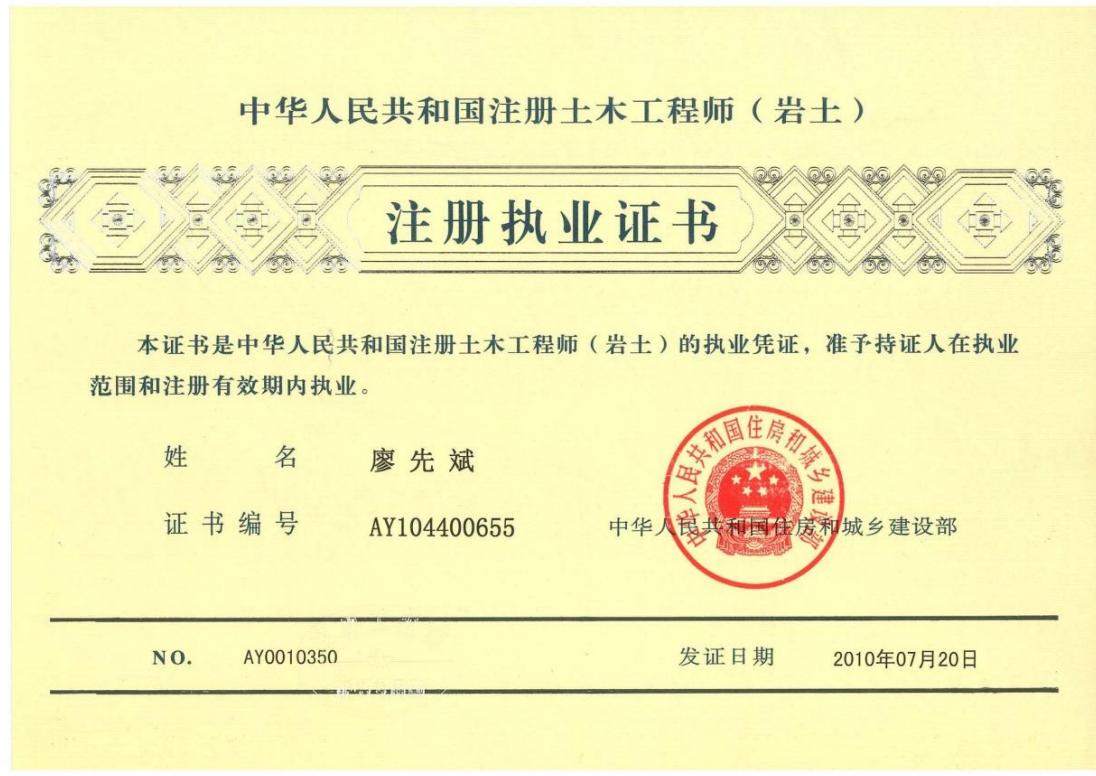 中华人民共和国注册土木工程师（岩土）
注册执业证书
本证书是中华人民共和国注册土木工程师（岩土）的执业凭证，准予持证人在执业
范围和注册有效期内执业。
姓 名 廖先斌
证书编号 AY104400655
中华人民共和国住房和城乡建设部
中华人民共和国住房和城乡建设部
NO. AY0010350 发证日期 2010年07月20日